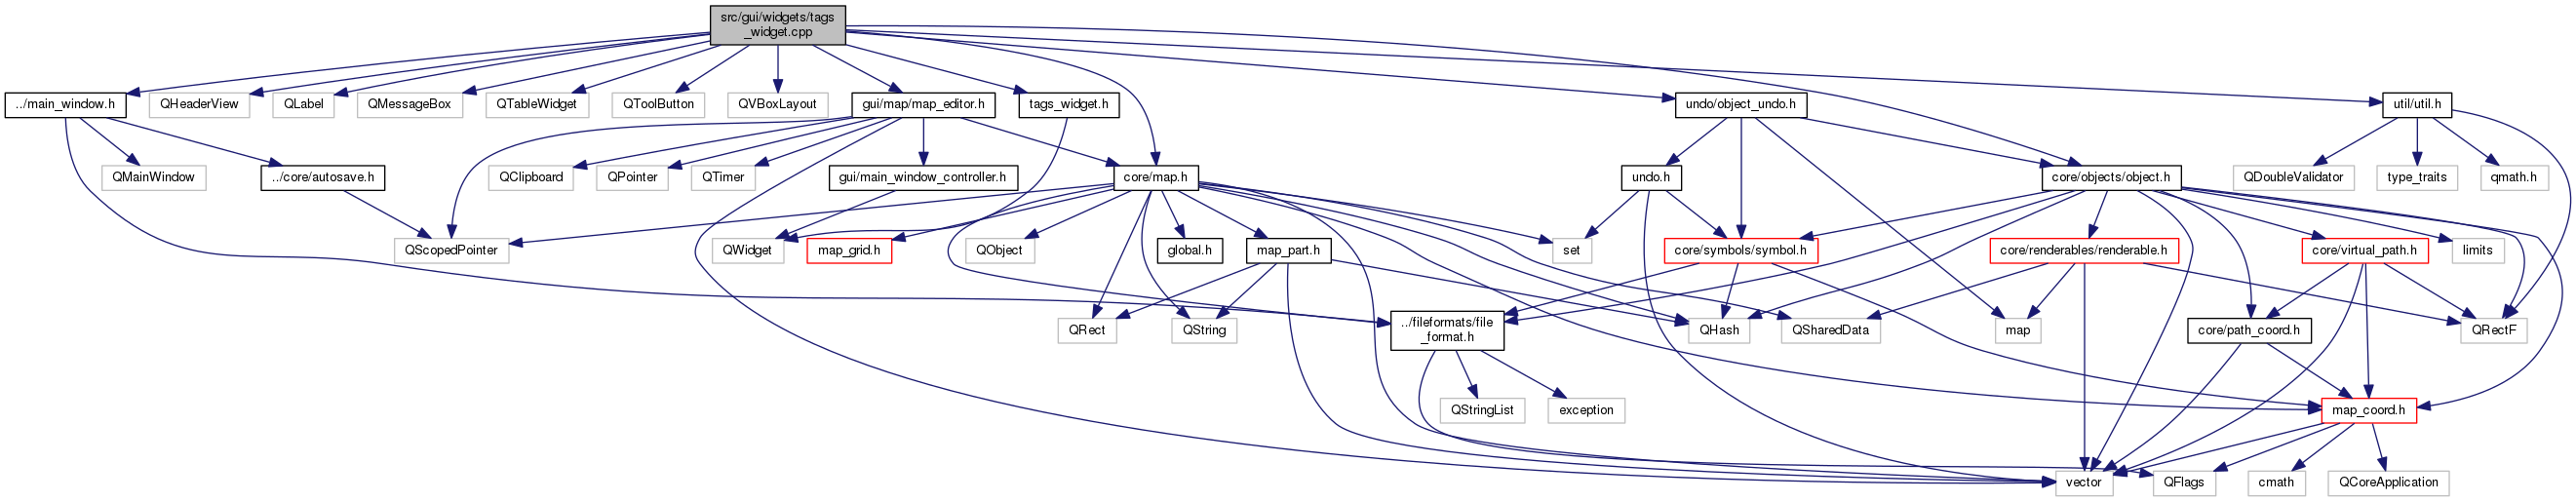 src/gui/widgets/tags
_widget.cpp
../main_window.h
QHeaderView
QLabel
QMessageBox
QTableWidget
QToolButton
QVBoxLayout
gui/map/map_editor.h
tags_widget.h
undo/object_undo.h
util/util.h
QMainWindow
../core/autosave.h
QClipboard
QPointer
QTimer
gui/main_window_controller.h
core/map.h
undo.h
core/objects/object.h
QDoubleValidator
type_traits
qmath.h
QScopedPointer
QWidget
map_grid.h
QObject
global.h
map_part.h
set
core/symbols/symbol.h
core/renderables/renderable.h
core/virtual_path.h
limits
QRect
QString
../fileformats/file
_format.h
QHash
QSharedData
map
core/path_coord.h
QRectF
QStringList
exception
map_coord.h
vector
QFlags
cmath
QCoreApplication